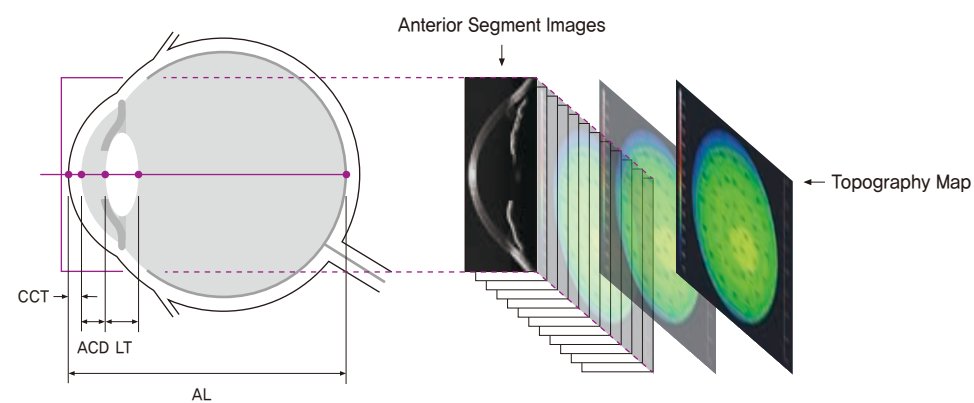 Anterior Segment Images
Topography Map
CCT
ACD LT
AL